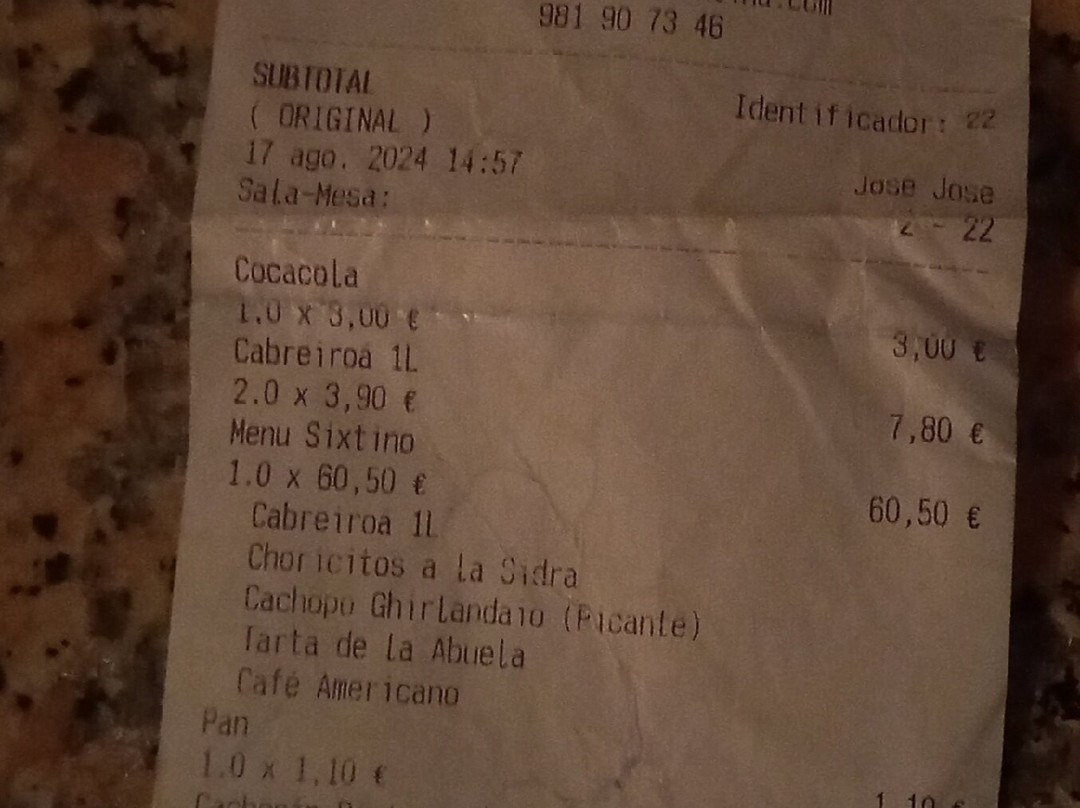 981 90 73 46
SUBTOTAL
( ORIGINAL ) Identificador: 22
17 ago. 2024 14:57 Jose Jose
Sala-Mesa: 2 - 22
Cocacola
1.0 x 3,00 € 3,00 €
Cabreiroá 1L
2.0 x 3,90 € 7,80 €
Menu Sixtino
1.0 x 60,50 € 60,50 €
Cabreiroa 1L
Choricitos a la Sidra
Cachopo Ghirlandaio (Picante)
Tarta de la Abuela
Café Americano
Pan
1.0 x 1,10 € 1,10 €